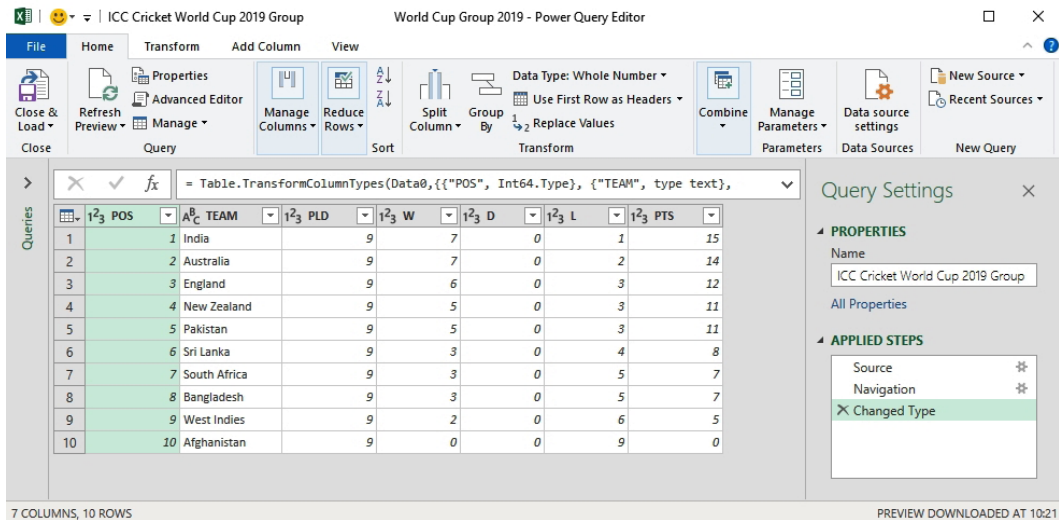 ICC Cricket World Cup 2019 Group World Cup Group 2019 - Power Query Editor
File Home Transform Add Column View
Close & Load
Close
Refresh Preview
Properties
Advanced Editor
Manage
Query
Manage Columns
Reduce Rows
Sort
Split Column
Group By
Data Type: Whole Number
Use First Row as Headers
Replace Values
Transform
Combine
Manage Parameters
Parameters
Data source settings
Data Sources
New Source
Recent Sources
New Query
Queries
fx = Table.TransformColumnTypes(Data0,{{"POS", Int64.Type}, {"TEAM", type text},
POS TEAM PLD W D L PTS
1 1 India 9 7 0 1 15
2 2 Australia 9 7 0 2 14
3 3 England 9 6 0 3 12
4 4 New Zealand 9 5 0 3 11
5 5 Pakistan 9 5 0 3 11
6 6 Sri Lanka 9 3 0 4 8
7 7 South Africa 9 3 0 5 7
8 8 Bangladesh 9 3 0 5 7
9 9 West Indies 9 2 0 6 5
10 10 Afghanistan 9 0 0 9 0
Query Settings
PROPERTIES
Name
ICC Cricket World Cup 2019 Group
All Properties
APPLIED STEPS
Source
Navigation
Changed Type
7 COLUMNS, 10 ROWS PREVIEW DOWNLOADED AT 10:21